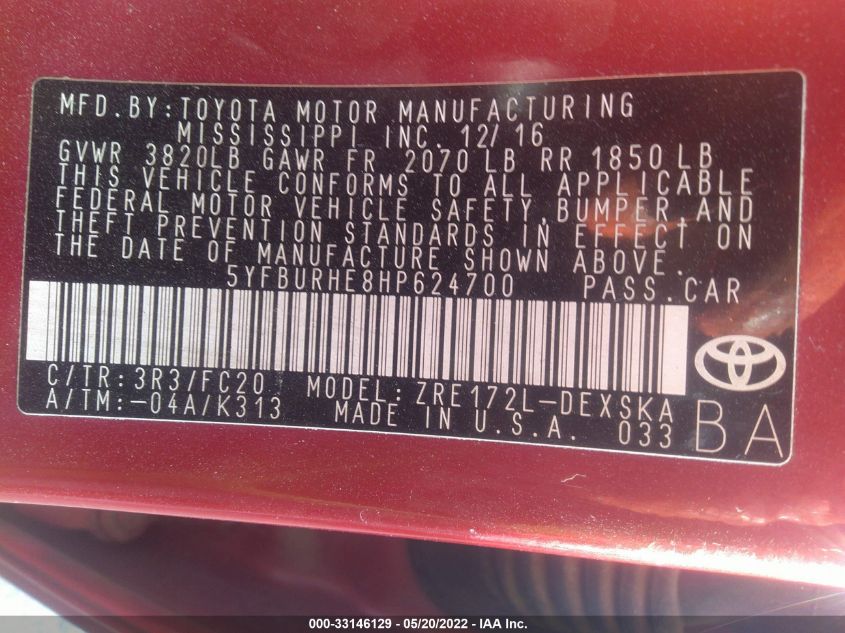 MFD.BY:TOYOTA MOTOR MANUFACTURING
MISSISSIPPI INC. 12/16
GVWR 3820LB GAWR FR 2070 LB RR 1850 LB
THIS VEHICLE CONFORMS TO ALL APPLICABLE
FEDERAL MOTOR VEHICLE SAFETY,BUMPER,AND
THEFT PREVENTION STANDARDS IN EFFECT ON
THE DATE OF MANUFACTURE SHOWN ABOVE.
5YFBURHE8HP624700 PASS.CAR
C/TR:3R3/FC20 MODEL:ZRE172L-DEXSKA
A/TM:-04A/K313 MADE IN U.S.A. 033
BA
000-33146129 - 05/20/2022 - IAA Inc.